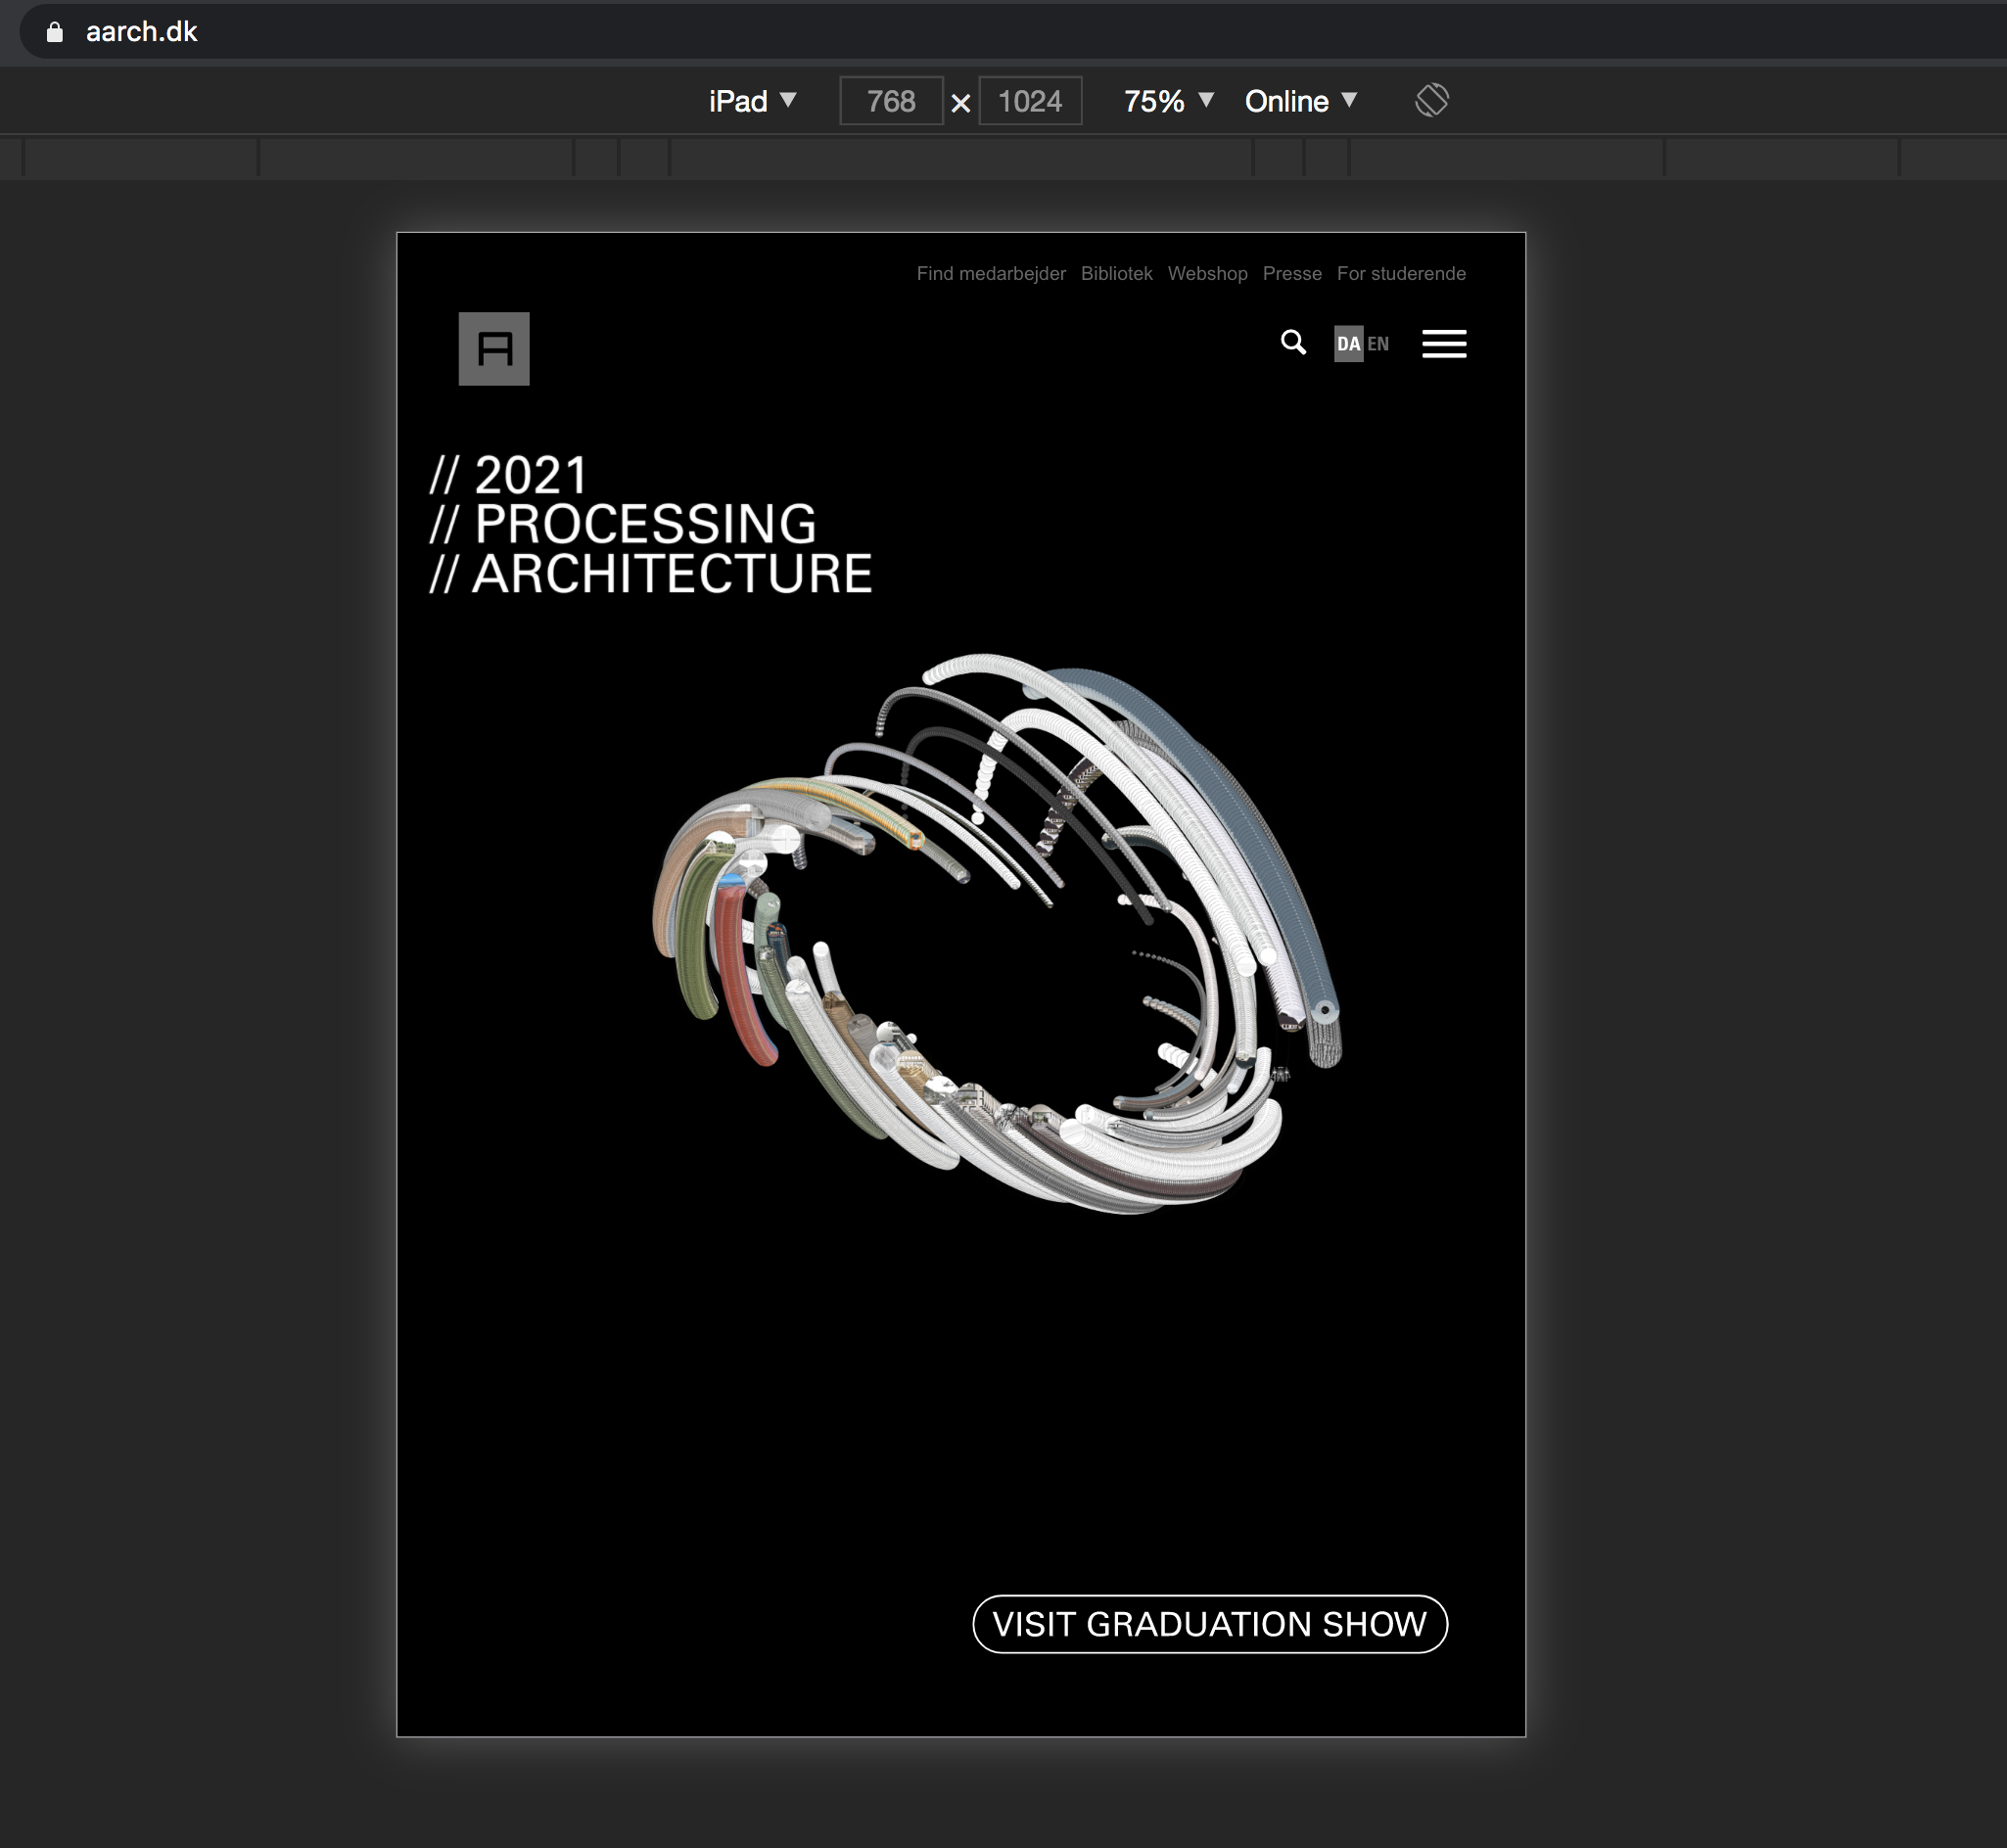 aarch.dk
iPad 768 × 1024 75% Online
Find medarbejder Bibliotek Webshop Presse For studerende
A
DA EN
// 2021
// PROCESSING
// ARCHITECTURE
VISIT GRADUATION SHOW